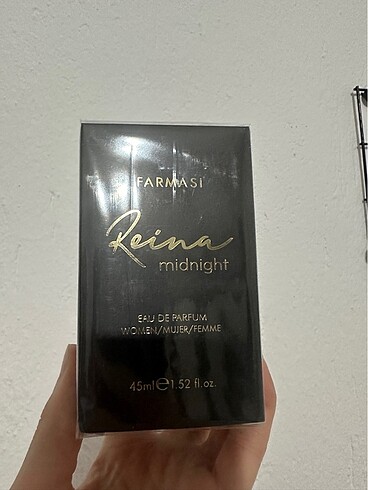 FARMASI
Reina
midnight
EAU DE PARFUM
WOMEN/MUJER/FEMME
45ml℮1.52 fl.oz.